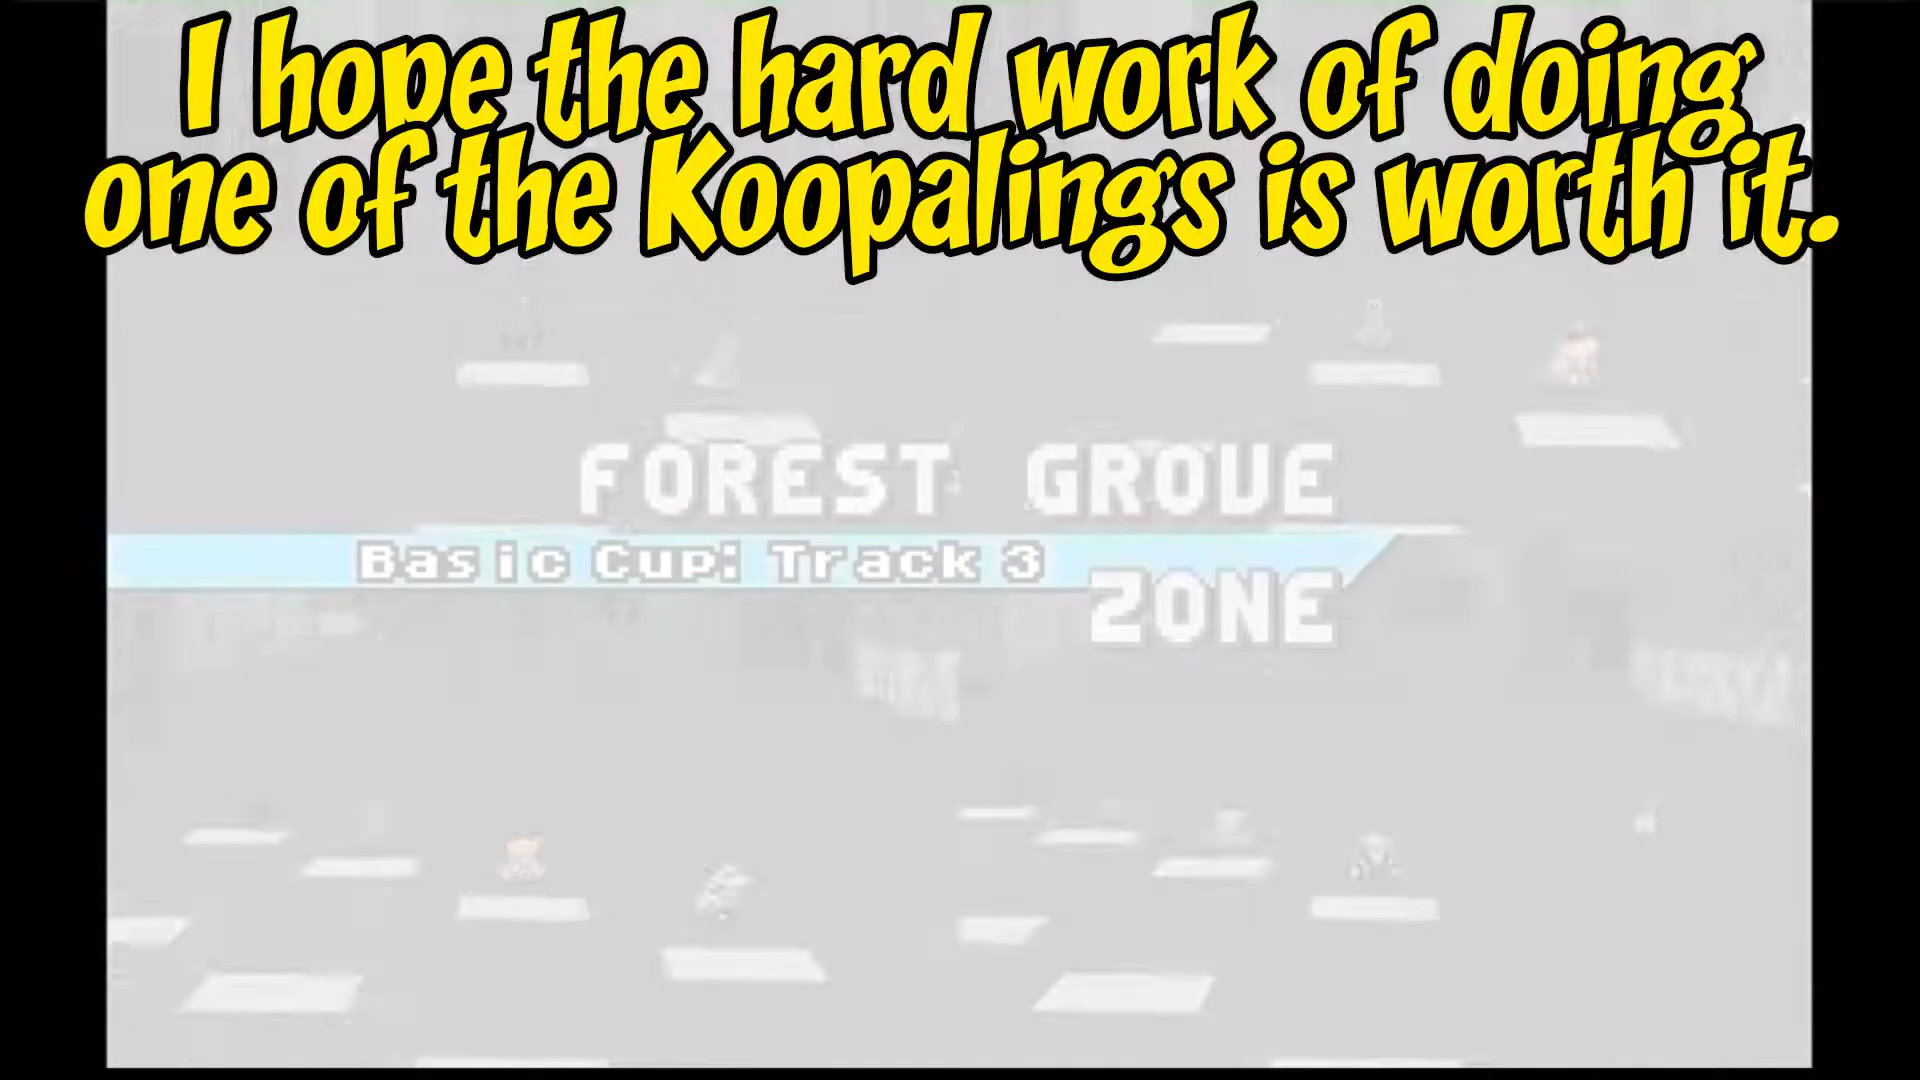 I hope the hard work of doing
one of the Koopalings is worth it.
FOREST GROVE
Basic Cup: Track 3
ZONE